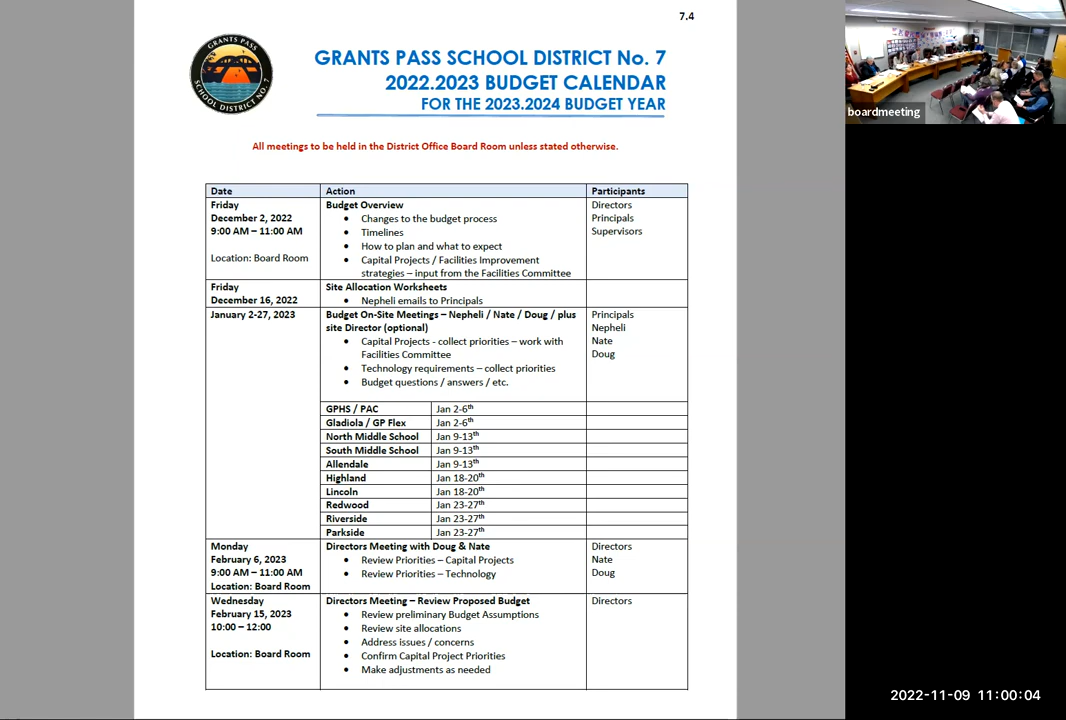 7.4
GRANTS PASS
SCHOOL DISTRICT NO. 7
GRANTS PASS SCHOOL DISTRICT No. 7
2022.2023 BUDGET CALENDAR
FOR THE 2023.2024 BUDGET YEAR
All meetings to be held in the District Office Board Room unless stated otherwise.
Date Action Participants
Friday Budget Overview Directors
December 2, 2022 • Changes to the budget process Principals
9:00 AM – 11:00 AM • Timelines Supervisors
• How to plan and what to expect
Location: Board Room • Capital Projects / Facilities Improvement
strategies – input from the Facilities Committee
Friday Site Allocation Worksheets
December 16, 2022 • Nepheli emails to Principals
January 2-27, 2023 Budget On-Site Meetings – Nepheli / Nate / Doug / plus Principals
site Director (optional) Nepheli
• Capital Projects - collect priorities – work with Nate
Facilities Committee Doug
• Technology requirements – collect priorities
• Budget questions / answers / etc.
GPHS / PAC Jan 2-6th
Gladiola / GP Flex Jan 2-6th
North Middle School Jan 9-13th
South Middle School Jan 9-13th
Allendale Jan 9-13th
Highland Jan 18-20th
Lincoln Jan 18-20th
Redwood Jan 23-27th
Riverside Jan 23-27th
Parkside Jan 23-27th
Monday Directors Meeting with Doug & Nate Directors
February 6, 2023 • Review Priorities – Capital Projects Nate
9:00 AM – 11:00 AM • Review Priorities – Technology Doug
Location: Board Room
Wednesday Directors Meeting – Review Proposed Budget Directors
February 15, 2023 • Review preliminary Budget Assumptions
10:00 – 12:00 • Review site allocations
• Address issues / concerns
Location: Board Room • Confirm Capital Project Priorities
• Make adjustments as needed
boardmeeting
2022-11-09 11:00:04